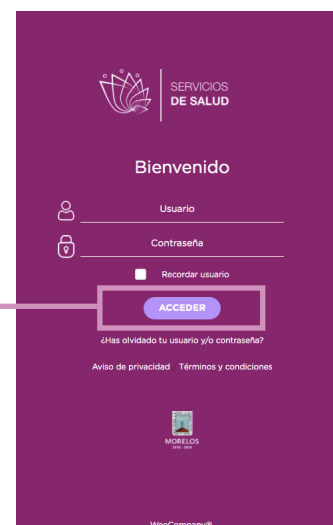 SERVICIOS
DE SALUD
Bienvenido
Usuario
Contraseña
Recordar usuario
ACCEDER
¿Has olvidado tu usuario y/o contraseña?
Aviso de privacidad Términos y condiciones
MORELOS